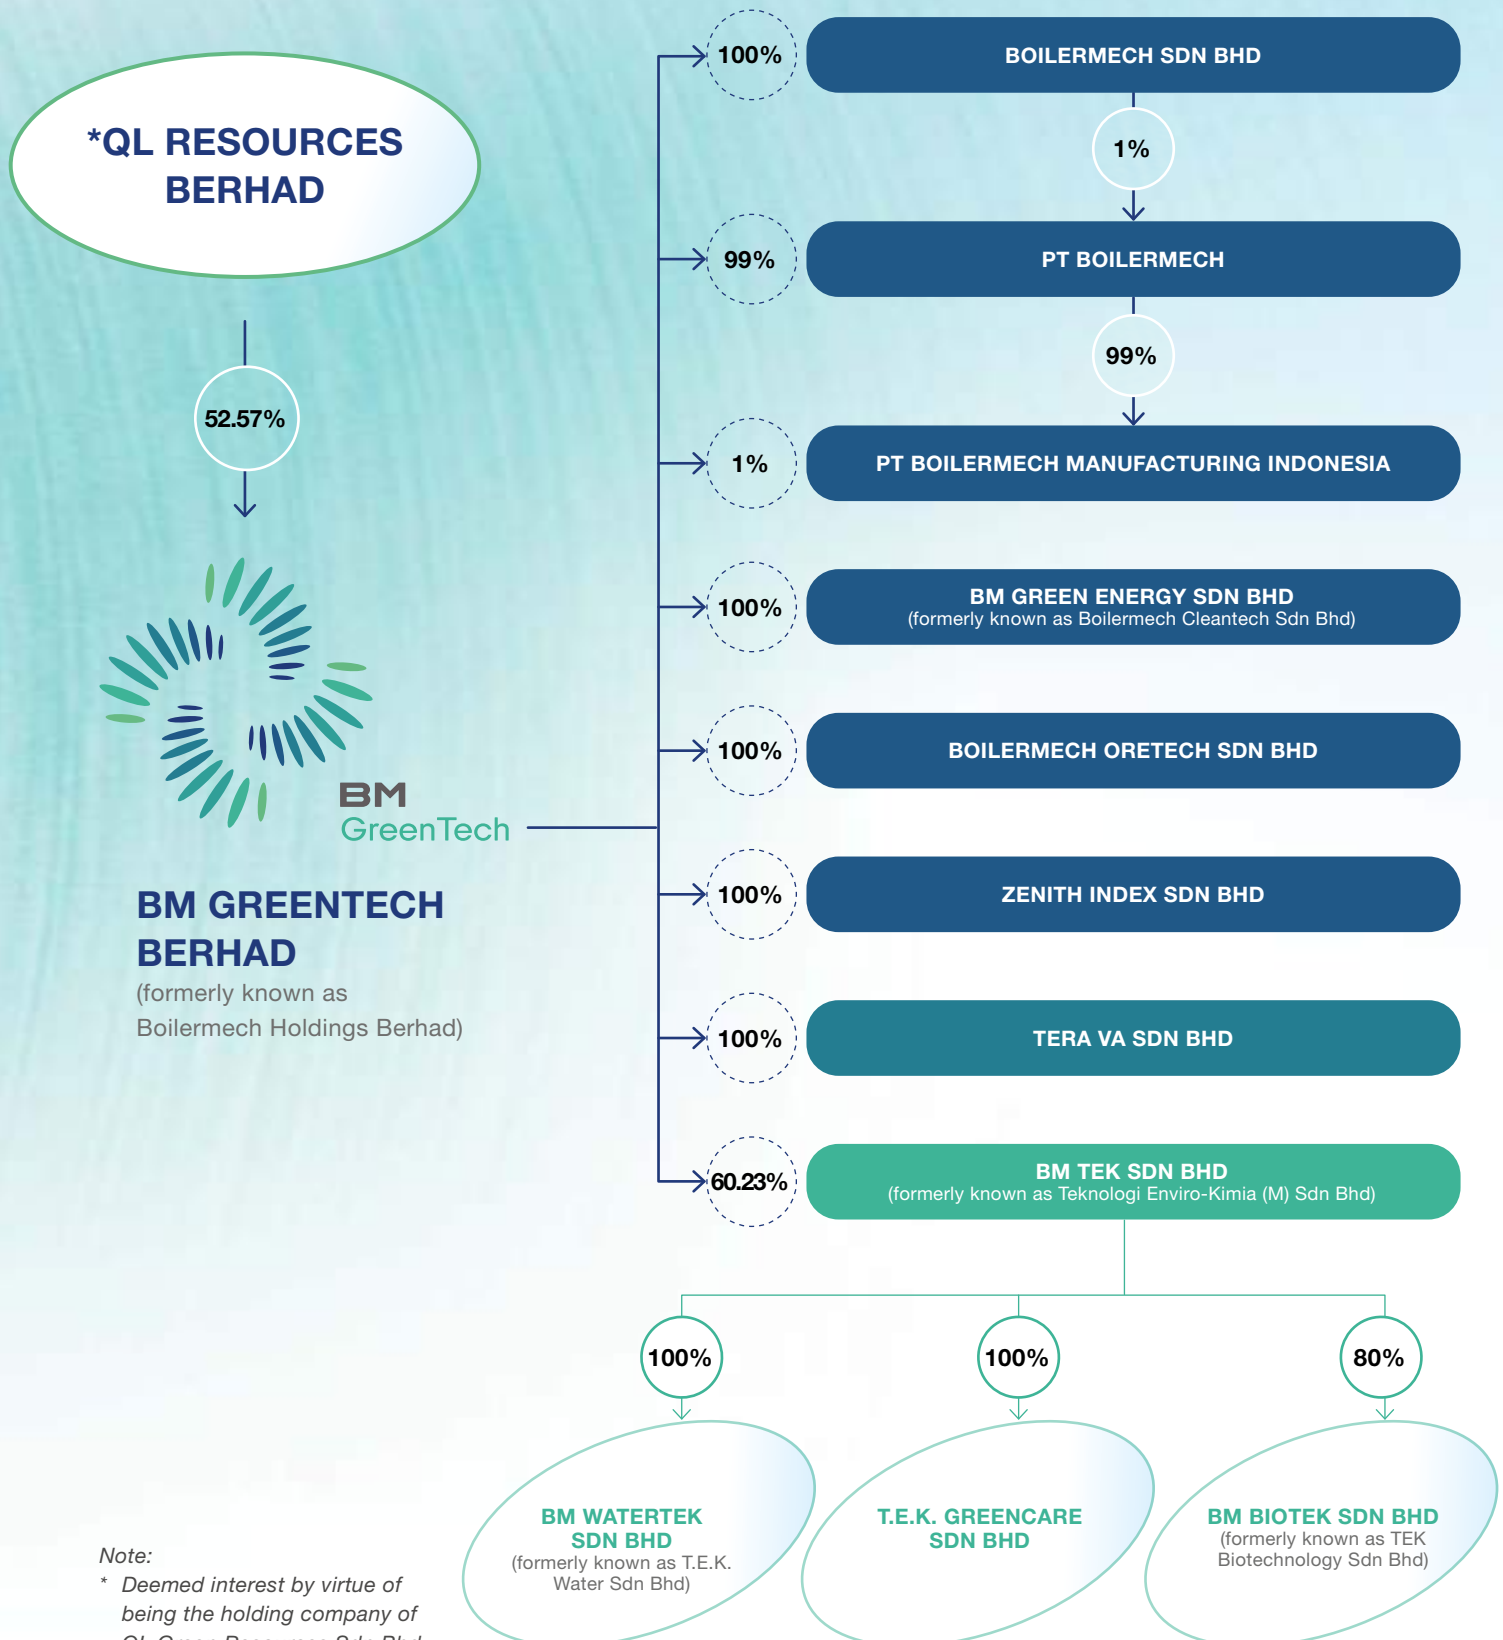 *QL RESOURCES
BERHAD
52.57%
BM
GreenTech
BM GREENTECH
BERHAD
(formerly known as
Boilermech Holdings Berhad)
100%
BOILERMECH SDN BHD
1%
99%
PT BOILERMECH
99%
1%
PT BOILERMECH MANUFACTURING INDONESIA
100%
BM GREEN ENERGY SDN BHD
(formerly known as Boilermech Cleantech Sdn Bhd)
100%
BOILERMECH ORETECH SDN BHD
100%
ZENITH INDEX SDN BHD
100%
TERA VA SDN BHD
60.23%
BM TEK SDN BHD
(formerly known as Teknologi Enviro-Kimia (M) Sdn Bhd)
100%
100%
80%
BM WATERTEK
SDN BHD
(formerly known as T.E.K.
Water Sdn Bhd)
T.E.K. GREENCARE
SDN BHD
BM BIOTEK SDN BHD
(formerly known as TEK
Biotechnology Sdn Bhd)
Note:
* Deemed interest by virtue of
being the holding company of
QL Green Resources Sdn Bhd